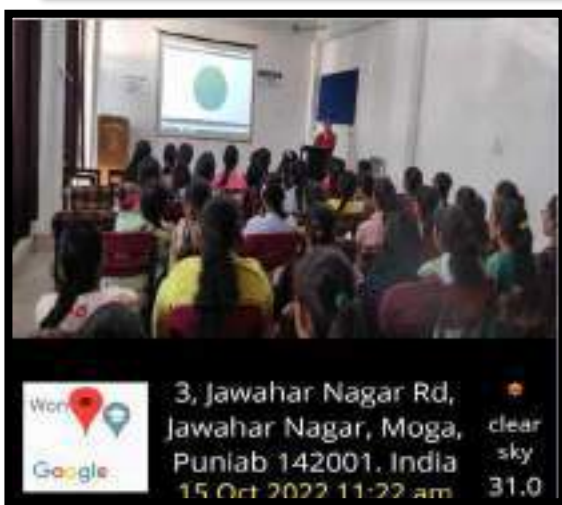 3, Jawahar Nagar Rd,
Jawahar Nagar, Moga,
Punjab 142001. India
15 Oct 2022 11:22 am
clear
sky
31.0
Google